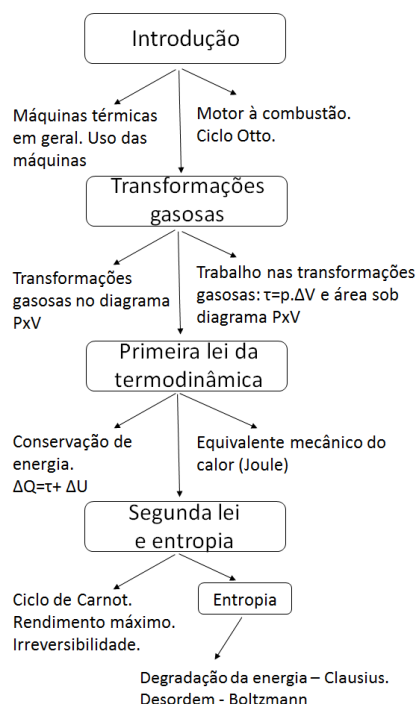 Introdução
Máquinas térmicas
em geral. Uso das
máquinas
Motor à combustão.
Ciclo Otto.
Transformações
gasosas
Transformações
gasosas no diagrama
PxV
Trabalho nas transformações
gasosas: τ=p.ΔV e área sob
diagrama PxV
Primeira lei da
termodinâmica
Conservação de
energia.
ΔQ=τ+ ΔU
Equivalente mecânico do
calor (Joule)
Segunda lei
e entropia
Ciclo de Carnot.
Rendimento máximo.
Irreversibilidade.
Entropia
Degradação da energia – Clausius.
Desordem - Boltzmann